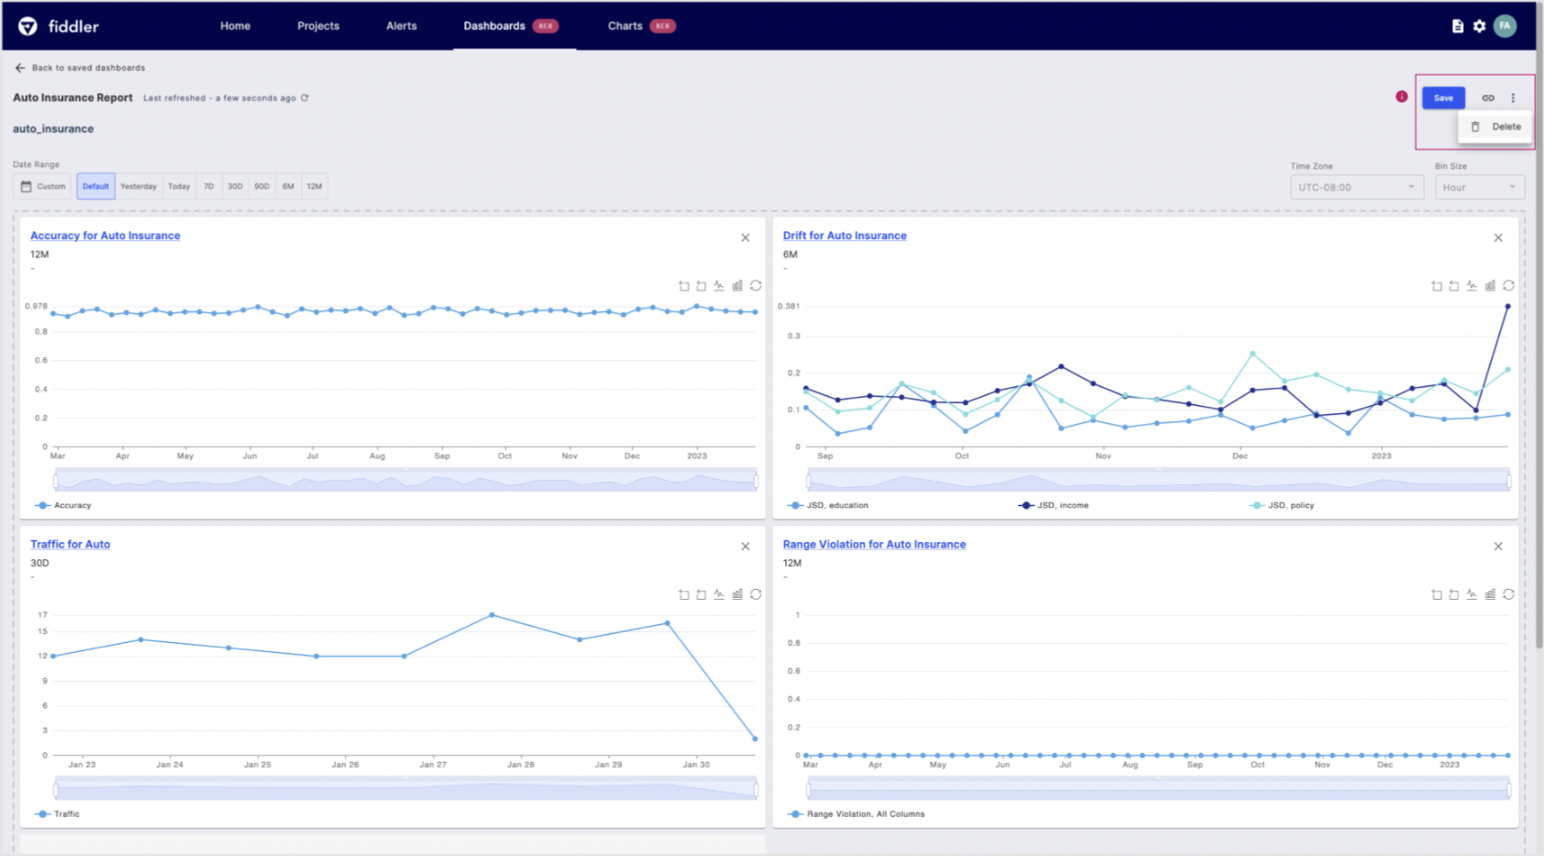 fiddler Home Projects Alerts Dashboards NEW Charts NEW FA
Back to saved dashboards
Auto Insurance Report Last refreshed - a few seconds ago
Save
auto_insurance
Delete
Date Range
Custom Default Yesterday Today 7D 30D 90D 6M 12M
Time Zone
UTC-08:00
Bin Size
Hour
Accuracy for Auto Insurance
12M
-
0.978
0.8
0.6
0.4
0.2
0
Mar Apr May Jun Jul Aug Sep Oct Nov Dec 2023
Accuracy
Drift for Auto Insurance
6M
-
0.381
0.3
0.2
0.1
0
Sep Oct Nov Dec 2023
JSD, education JSD, income JSD, policy
Traffic for Auto
30D
-
17
15
12
9
6
3
0
Jan 23 Jan 24 Jan 25 Jan 26 Jan 27 Jan 28 Jan 29 Jan 30
Traffic
Range Violation for Auto Insurance
12M
-
1
0.8
0.6
0.4
0.2
0
Mar Apr May Jun Jul Aug Sep Oct Nov Dec 2023
Range Violation, All Columns